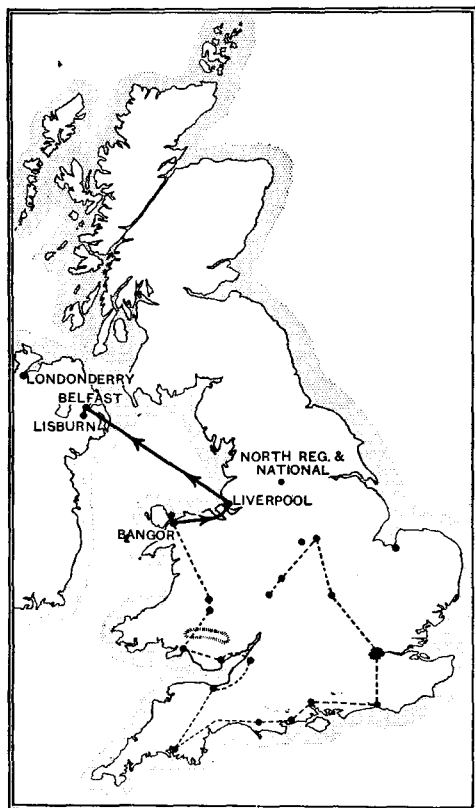 LONDONDERRY
BELFAST
LISBURN
NORTH REG. &
NATIONAL
LIVERPOOL
BANGOR